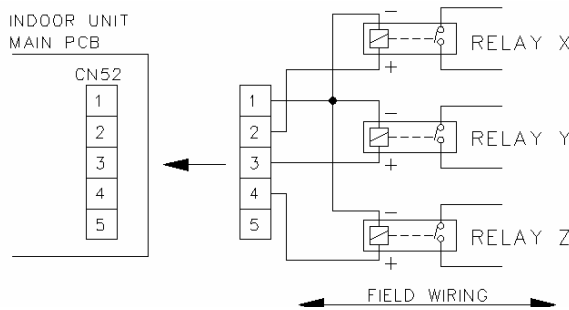 INDOOR UNIT
MAIN PCB
CN52
1
2
3
4
5
1
2
3
4
5
−
+
RELAY X
−
+
RELAY Y
−
+
RELAY Z
FIELD WIRING